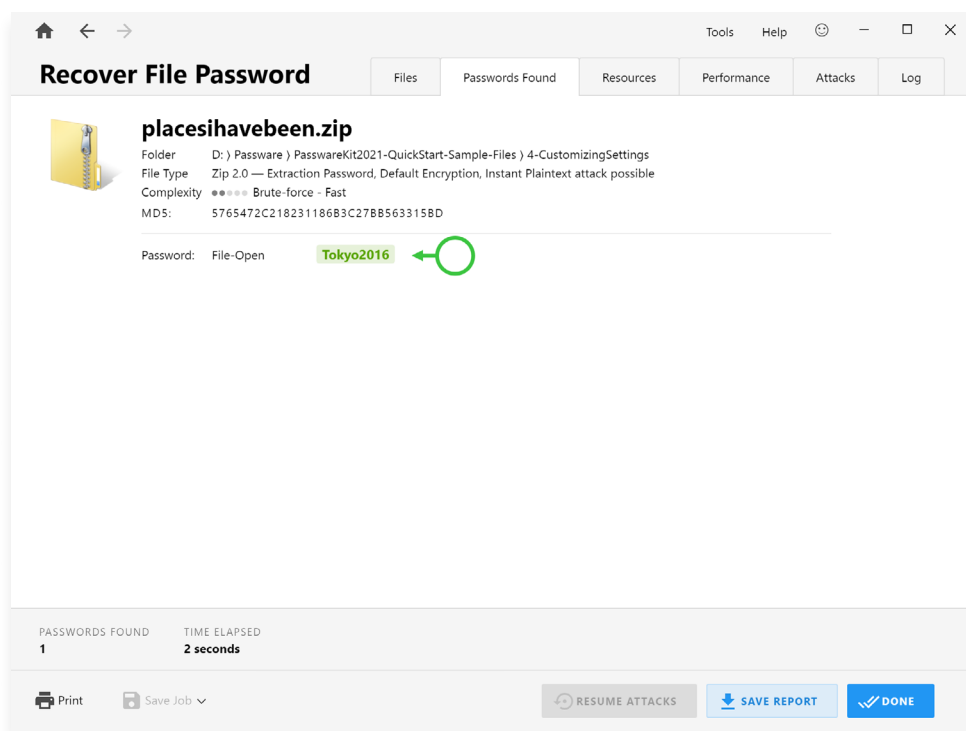 Tools Help
Recover File Password
Files Passwords Found Resources Performance Attacks Log
placesihavebeen.zip
Folder D: ⟩ Passware ⟩ PasswareKit2021-QuickStart-Sample-Files ⟩ 4-CustomizingSettings
File Type Zip 2.0 — Extraction Password, Default Encryption, Instant Plaintext attack possible
Complexity Brute-force - Fast
MD5: 5765472C218231186B3C27BB563315BD
Password: File-Open Tokyo2016
PASSWORDS FOUND TIME ELAPSED
1 2 seconds
Print Save Job RESUME ATTACKS SAVE REPORT DONE